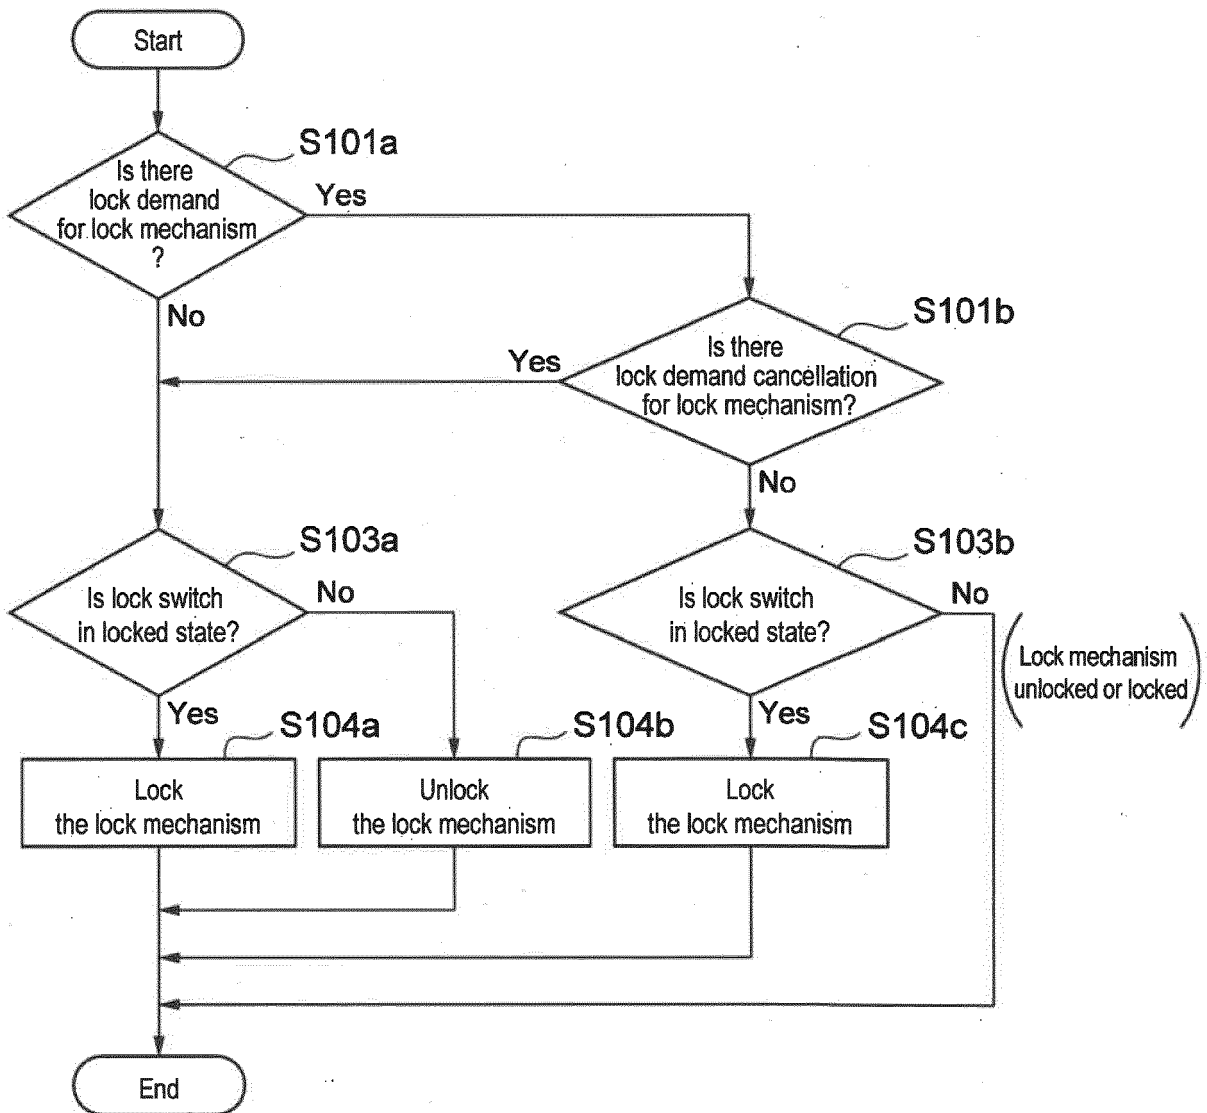 Start
S101a
Is there
lock demand
for lock mechanism
?
Yes
No
S101b
Is there
lock demand cancellation
for lock mechanism?
Yes
No
S103a
Is lock switch
in locked state?
No
Yes
S103b
Is lock switch
in locked state?
No
Yes
Lock mechanism
unlocked or locked
S104a
Lock
the lock mechanism
S104b
Unlock
the lock mechanism
S104c
Lock
the lock mechanism
End